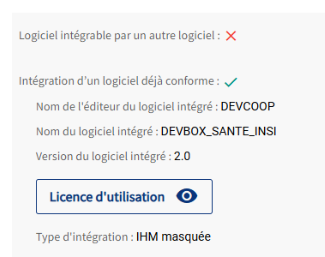 Logiciel intégrable par un autre logiciel :
Intégration d'un logiciel déjà conforme :
Nom de l'éditeur du logiciel intégré : DEVCOOP
Nom du logiciel intégré : DEVBOX_SANTE_INSI
Version du logiciel intégré : 2.0
Licence d'utilisation
Type d'intégration : IHM masquée